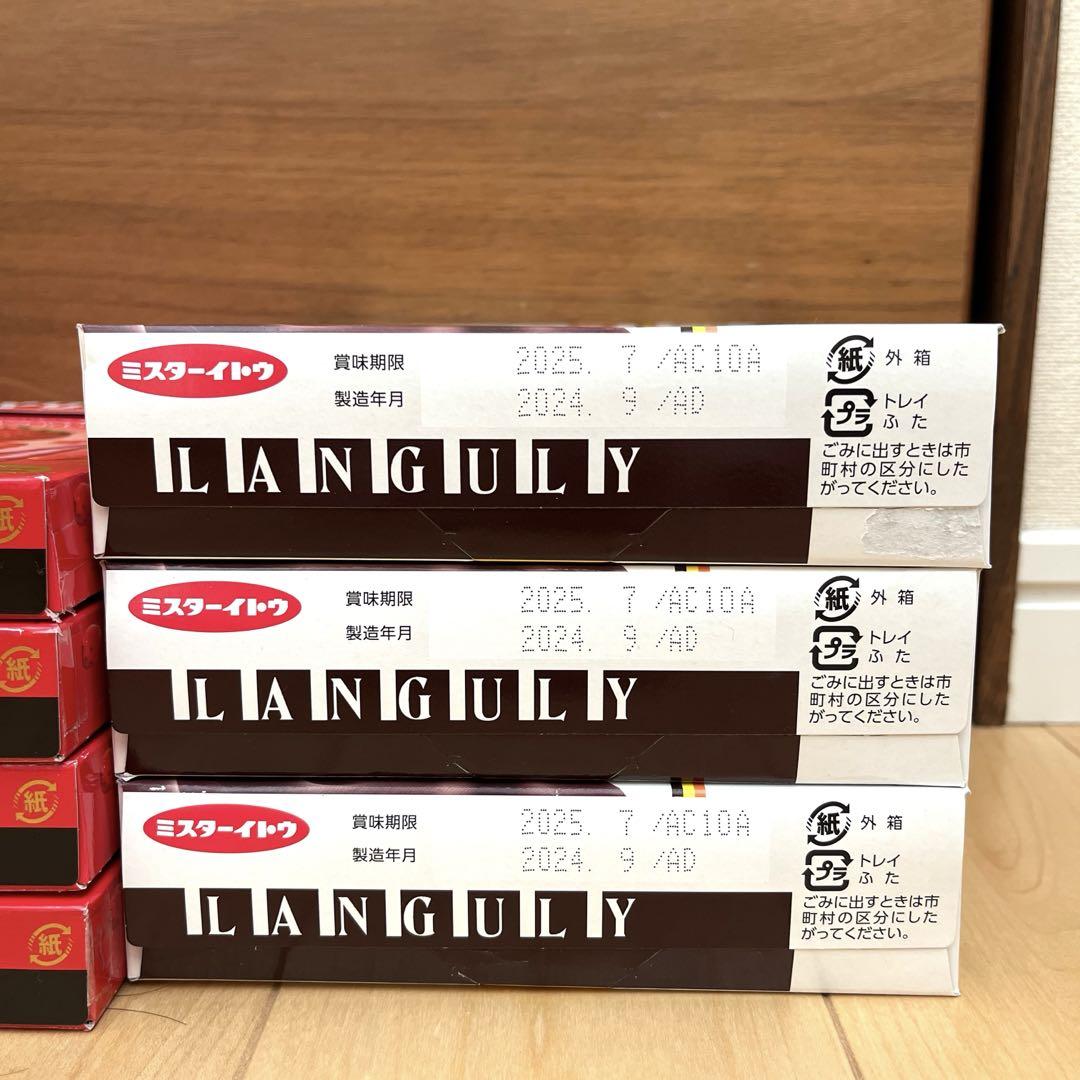 ミスターイトウ
賞味期限 2025. 7 /AC10A
製造年月 2024. 9 /AD
LANGULY
紙 外箱
プラ トレイ
ふた
ごみに出すときは市
町村の区分にした
がってください。
ミスターイトウ
賞味期限 2025. 7 /AC10A
製造年月 2024. 9 /AD
LANGULY
紙 外箱
プラ トレイ
ふた
ごみに出すときは市
町村の区分にした
がってください。
ミスターイトウ
賞味期限 2025. 7 /AC10A
製造年月 2024. 9 /AD
LANGULY
紙 外箱
プラ トレイ
ふた
ごみに出すときは市
町村の区分にした
がってください。
紙
紙
紙
紙